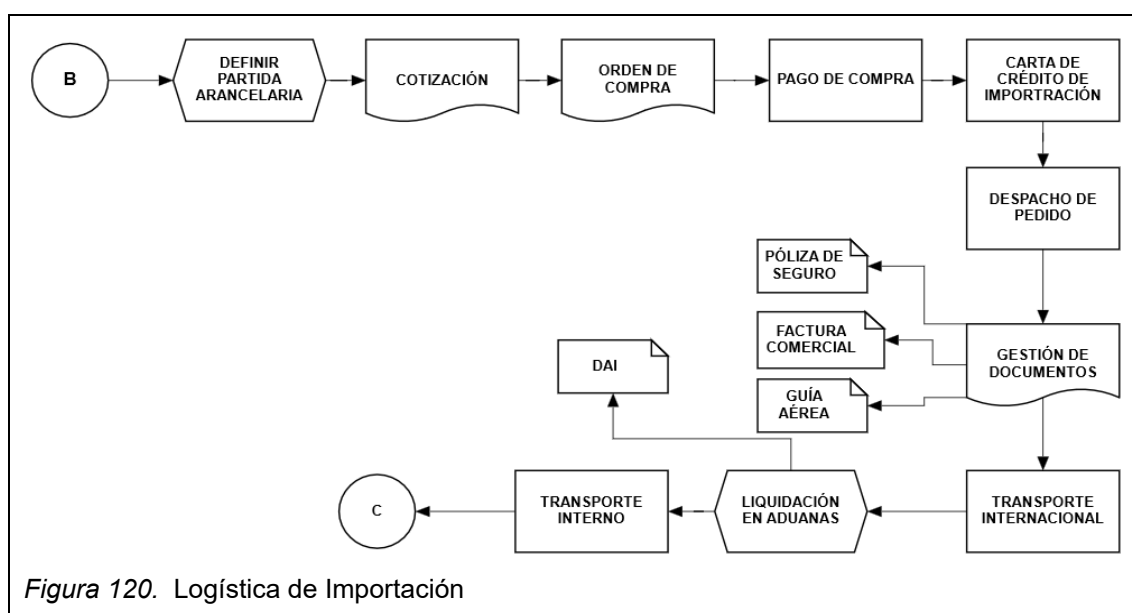 B
DEFINIR
PARTIDA
ARANCELARIA
COTIZACIÓN
ORDEN DE
COMPRA
PAGO DE COMPRA
CARTA DE
CRÉDITO DE
IMPORTRACIÓN
DESPACHO DE
PEDIDO
PÓLIZA DE
SEGURO
FACTURA
COMERCIAL
GUÍA
AÉREA
GESTIÓN DE
DOCUMENTOS
DAI
C
TRANSPORTE
INTERNO
LIQUIDACIÓN
EN ADUANAS
TRANSPORTE
INTERNACIONAL
Figura 120. Logística de Importación